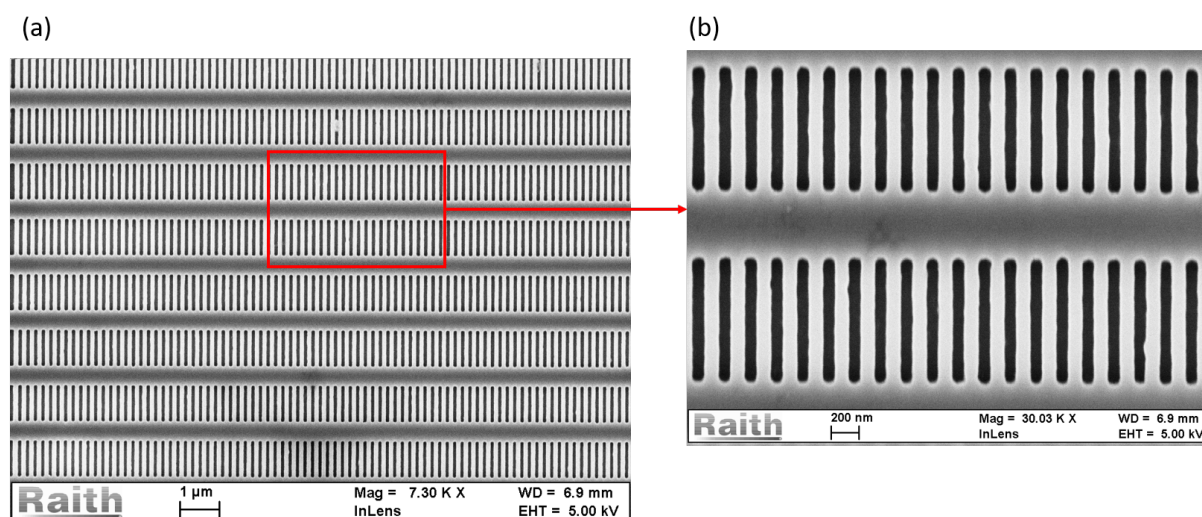 (a)
(b)
Raith
1 µm
Mag = 7.30 K X
WD = 6.9 mm
InLens
EHT = 5.00 kV
Raith
200 nm
Mag = 30.03 K X
WD = 6.9 mm
InLens
EHT = 5.00 kV